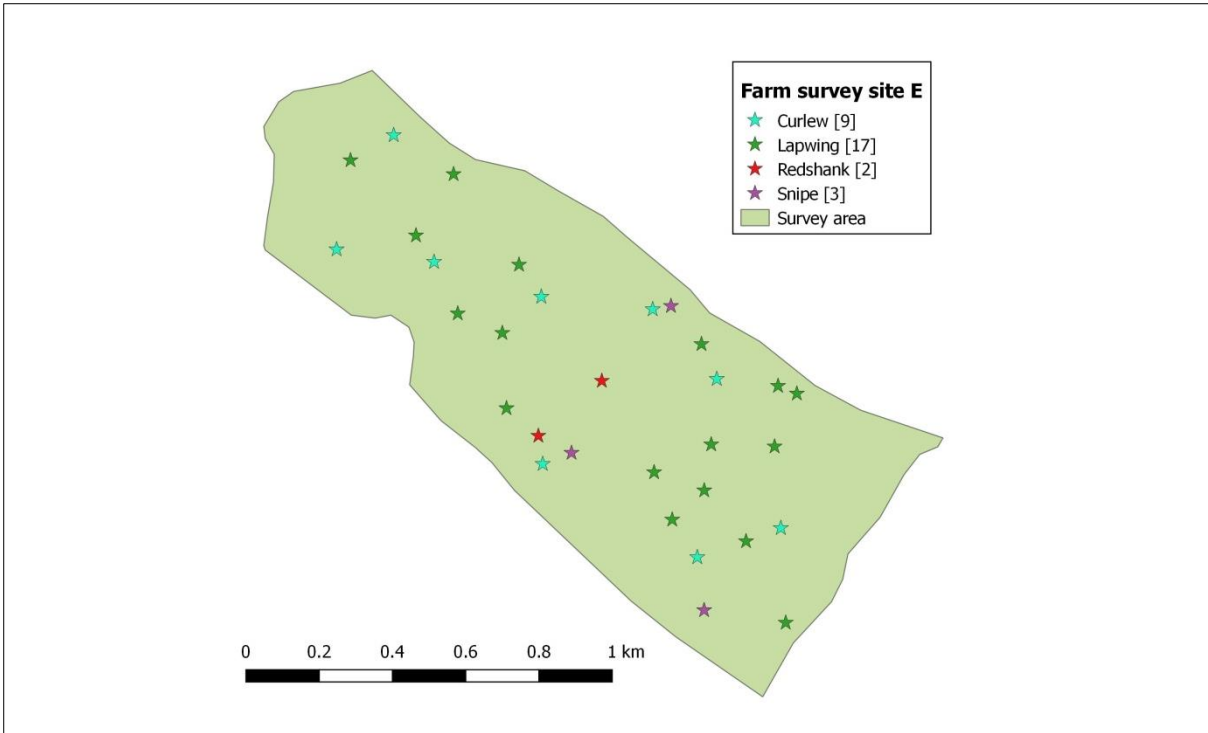 Farm survey site E
Curlew [9]
Lapwing [17]
Redshank [2]
Snipe [3]
Survey area
0 0.2 0.4 0.6 0.8 1 km